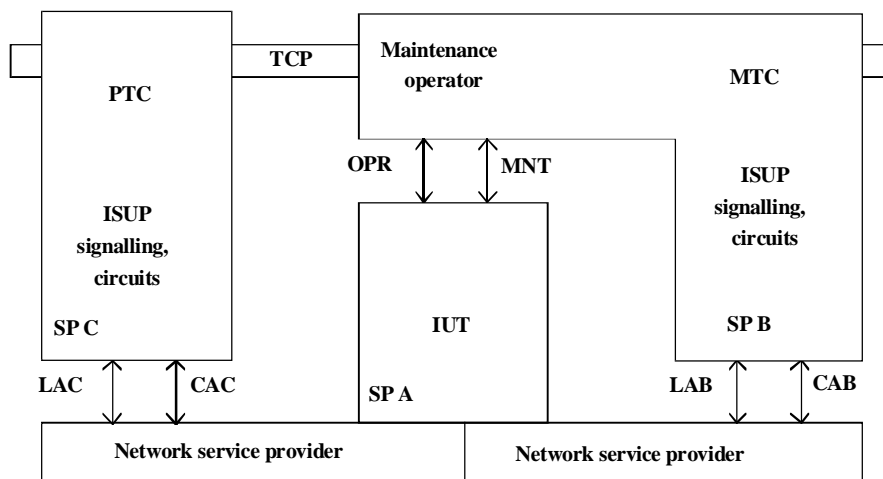 TCP
Maintenance
operator
PTC
MTC
OPR
MNT
ISUP
signalling,
circuits
ISUP
signalling,
circuits
SP C
IUT
SP B
LAC
CAC
SP A
LAB
CAB
Network service provider
Network service provider